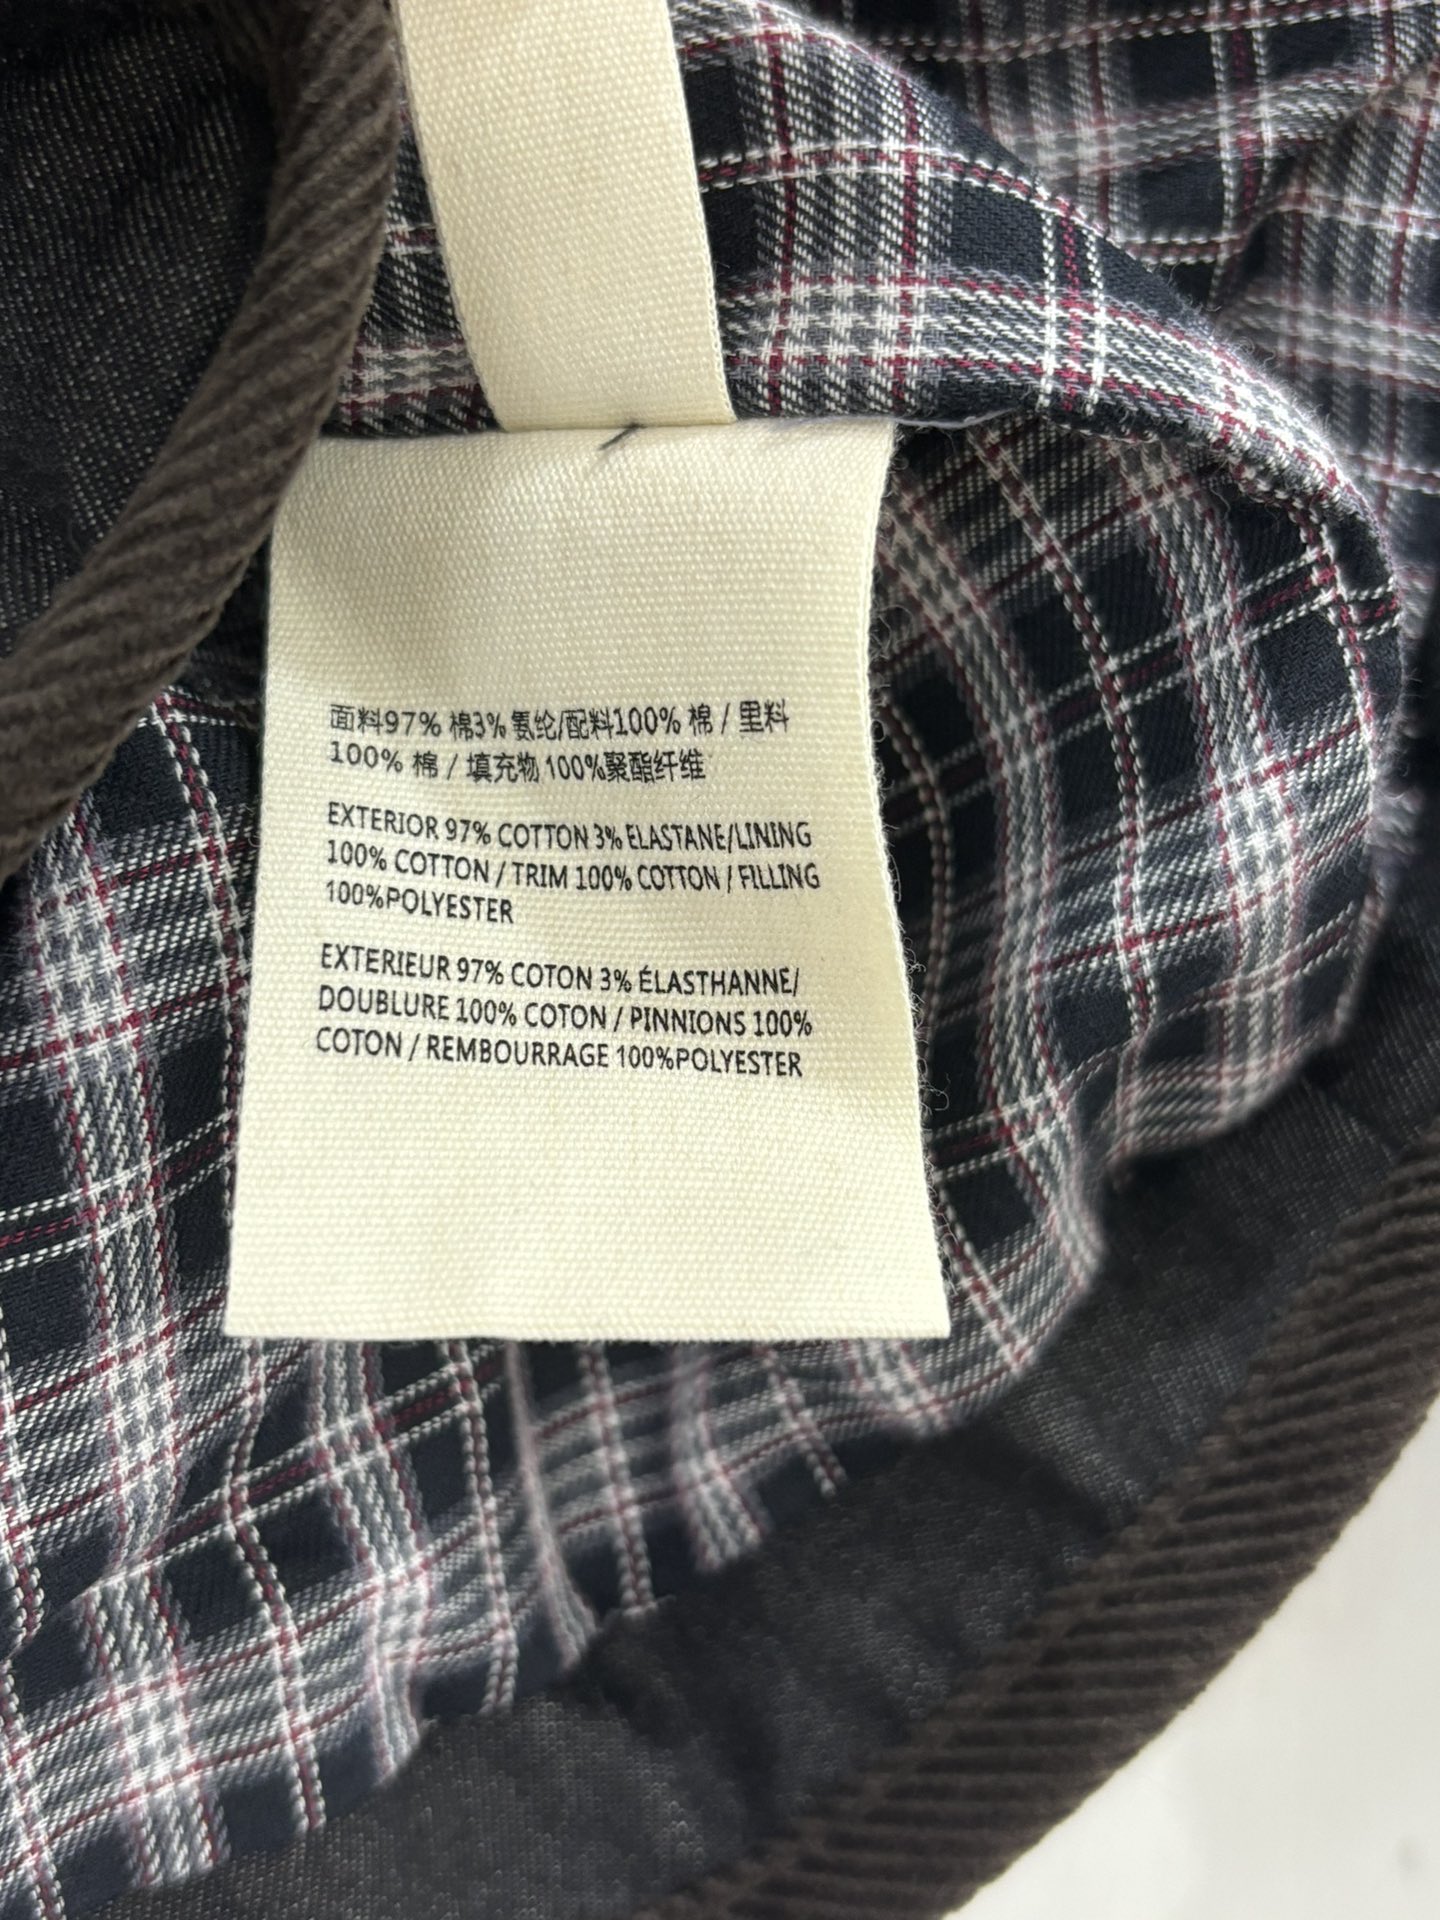 面料97% 棉3% 氨纶/配料100% 棉 / 里料
100% 棉 / 填充物 100%聚酯纤维
EXTERIOR 97% COTTON 3% ELASTANE/LINING
100% COTTON / TRIM 100% COTTON / FILLING
100%POLYESTER
EXTERIEUR 97% COTON 3% ÉLASTHANNE/
DOUBLURE 100% COTON / PINNIONS 100%
COTON / REMBOURRAGE 100%POLYESTER